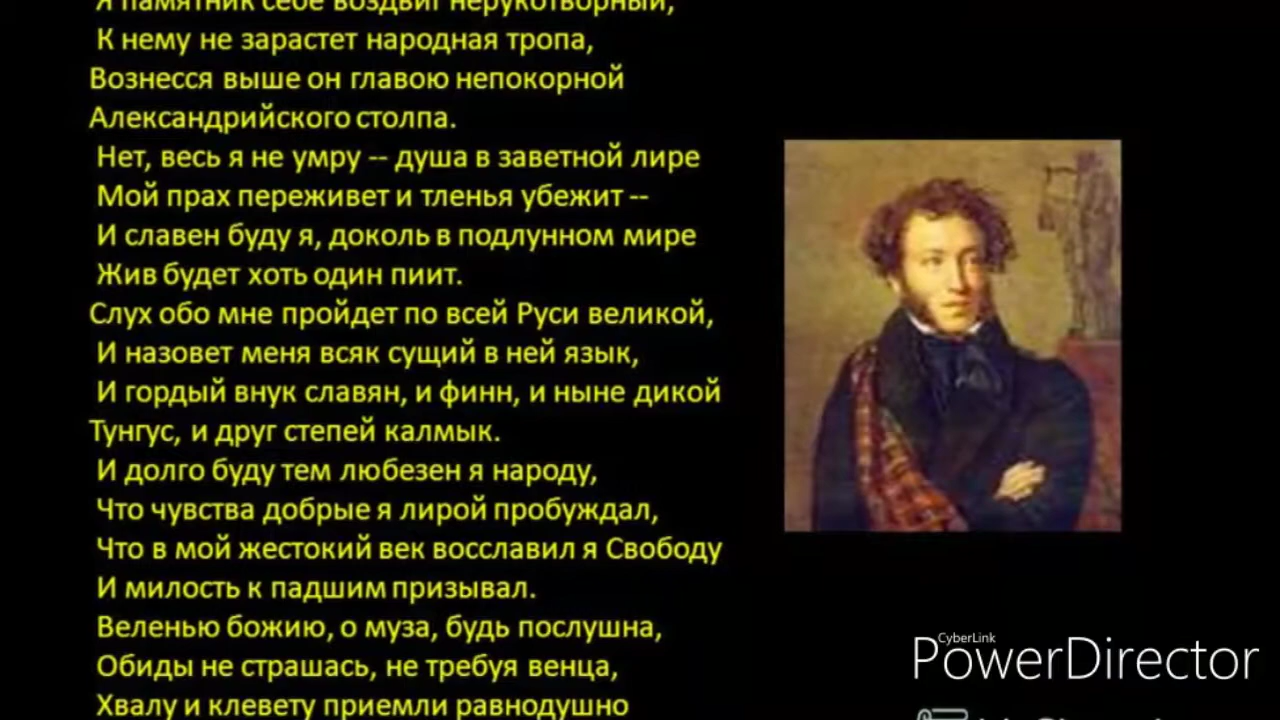 Я памятник себе воздвиг нерукотворный,
К нему не зарастет народная тропа,
Вознесся выше он главою непокорной
Александрийского столпа.
Нет, весь я не умру -- душа в заветной лире
Мой прах переживет и тленья убежит --
И славен буду я, доколь в подлунном мире
Жив будет хоть один пиит.
Слух обо мне пройдет по всей Руси великой,
И назовет меня всяк сущий в ней язык,
И гордый внук славян, и финн, и ныне дикой
Тунгус, и друг степей калмык.
И долго буду тем любезен я народу,
Что чувства добрые я лирой пробуждал,
Что в мой жестокий век восславил я Свободу
И милость к падшим призывал.
Веленью божию, о муза, будь послушна,
Обиды не страшась, не требуя венца,
Хвалу и клевету приемли равнодушно
CyberLink
PowerDirector